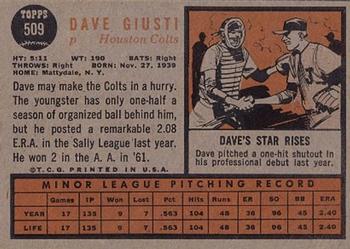 TOPPS
509
DAVE GIUSTI
p Houston Colts
HT: 5:11 WT: 190 BATS: Right
THROWS: Right BORN: Nov. 27, 1939
HOME: Mattydale, N. Y.
Dave may make the Colts in a hurry.
The youngster has only one-half a
season of organized ball behind him,
but he posted a remarkable 2.08
E.R.A. in the Sally League last year.
He won 2 in the A. A. in '61.
©T.C.G. PRINTED IN U.S.A.
DAVE'S STAR RISES
Dave pitched a one-hit shutout in
his professional debut last year.
MINOR LEAGUE PITCHING RECORD
GAMES IP WON LOST PCT. HITS RUNS ER SO BB ERA
YEAR 17 135 9 7 .563 104 48 36 96 45 2.40
LIFE 17 135 9 7 .563 104 48 36 96 45 2.40